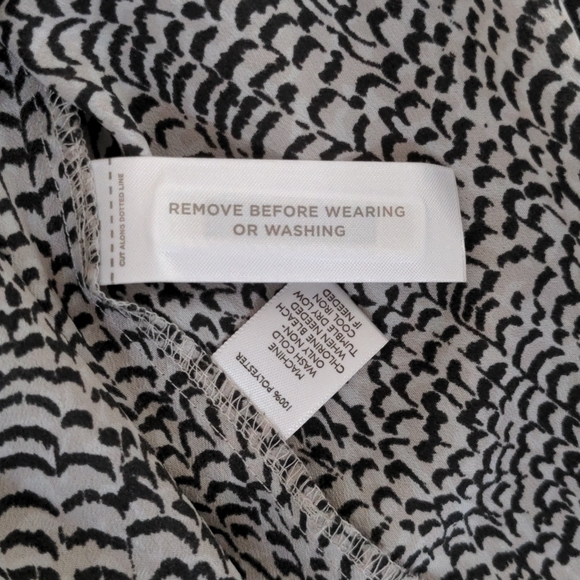 CUT ALONG DOTTED LINE
REMOVE BEFORE WEARING
OR WASHING
100% POLYESTER
MACHINE
WASH COLD
ONLY NON-
CHLORINE BLEACH
WHEN NEEDED
TUMBLE DRY LOW
COOL IRON
IF NEEDED